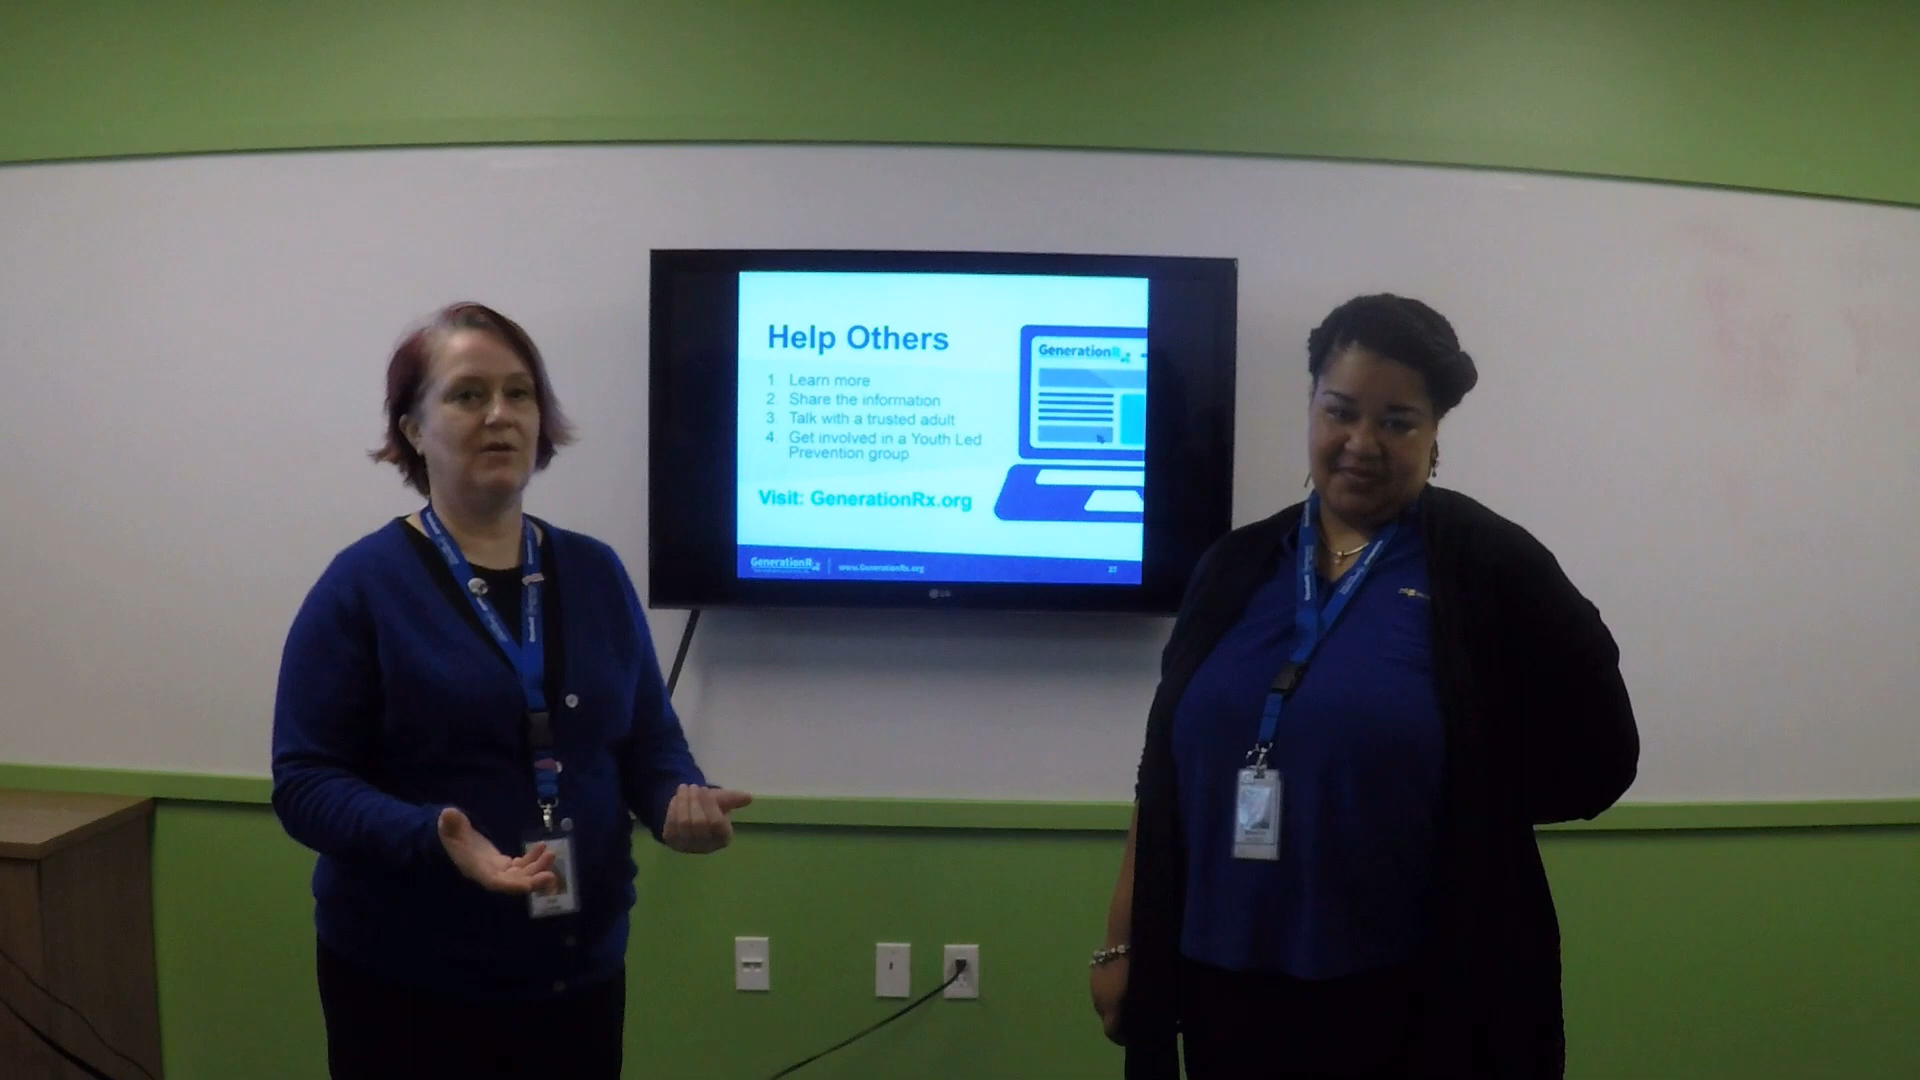 Help Others
GenerationRx
1. Learn more
2. Share the information
3. Talk with a trusted adult
4. Get involved in a Youth Led
Prevention group
Visit: GenerationRx.org
GenerationRx
www.GenerationRx.org
27
LG